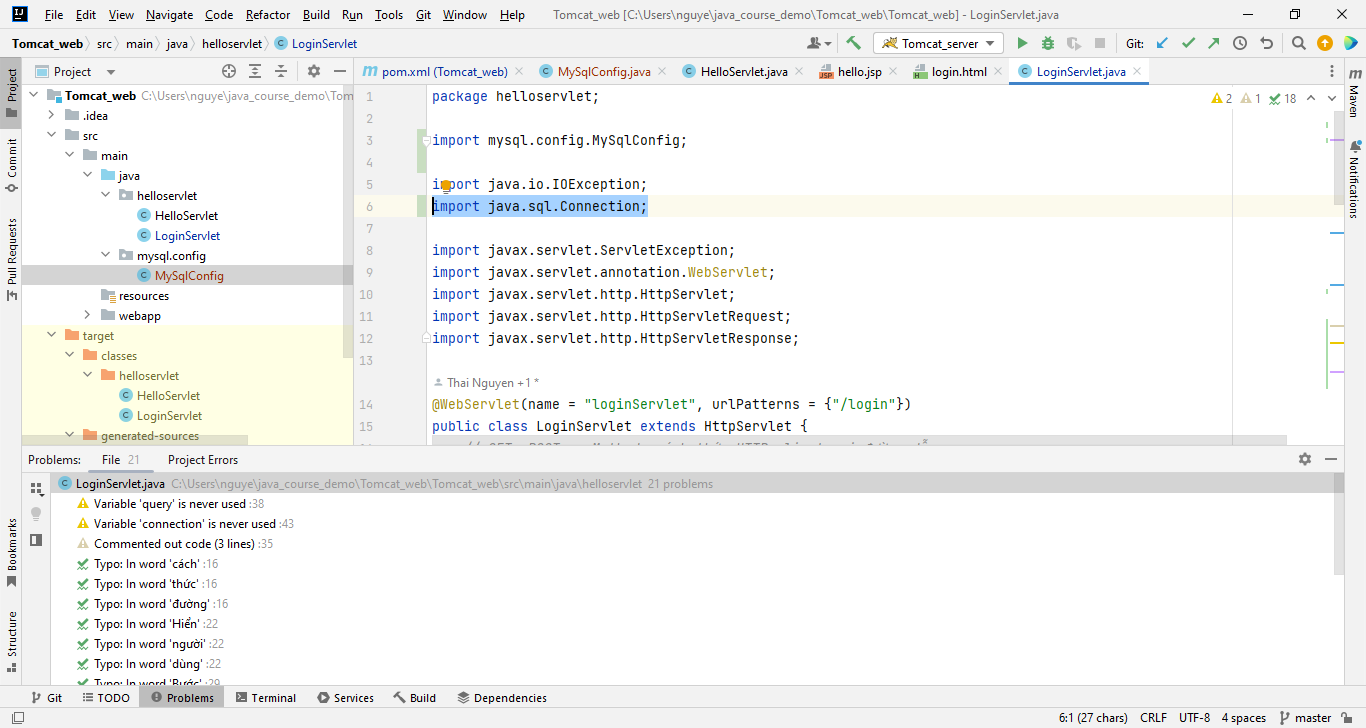 File Edit View Navigate Code Refactor Build Run Tools Git Window Help Tomcat_web [C:\Users\nguye\java_course_demo\Tomcat_web\Tomcat_web] - LoginServlet.java
Tomcat_web src main java helloservlet LoginServlet Tomcat_server Git:
Project
pom.xml (Tomcat_web) MySqlConfig.java HelloServlet.java hello.jsp login.html LoginServlet.java
Project
Commit
Pull Requests
Bookmarks
Structure
Tomcat_web C:\Users\nguye\java_course_demo\Tom
.idea
src
main
java
helloservlet
HelloServlet
LoginServlet
mysql.config
MySqlConfig
resources
webapp
target
classes
helloservlet
HelloServlet
LoginServlet
generated-sources
2 1 18
1 package helloservlet;
2
3 import mysql.config.MySqlConfig;
4
5 import java.io.IOException;
6 import java.sql.Connection;
7
8 import javax.servlet.ServletException;
9 import javax.servlet.annotation.WebServlet;
10 import javax.servlet.http.HttpServlet;
11 import javax.servlet.http.HttpServletRequest;
12 import javax.servlet.http.HttpServletResponse;
13
Thai Nguyen +1 *
14 @WebServlet(name = "loginServlet", urlPatterns = {"/login"})
15 public class LoginServlet extends HttpServlet {
Maven
Notifications
Problems: File 21 Project Errors
LoginServlet.java C:\Users\nguye\java_course_demo\Tomcat_web\Tomcat_web\src\main\java\helloservlet 21 problems
Variable 'query' is never used :38
Variable 'connection' is never used :43
Commented out code (3 lines) :35
Typo: In word 'cách' :16
Typo: In word 'thức' :16
Typo: In word 'đường' :16
Typo: In word 'Hiển' :22
Typo: In word 'người' :22
Typo: In word 'dùng' :22
Typo: In word 'Bước' :29
Git TODO Problems Terminal Services Build Dependencies
6:1 (27 chars) CRLF UTF-8 4 spaces master